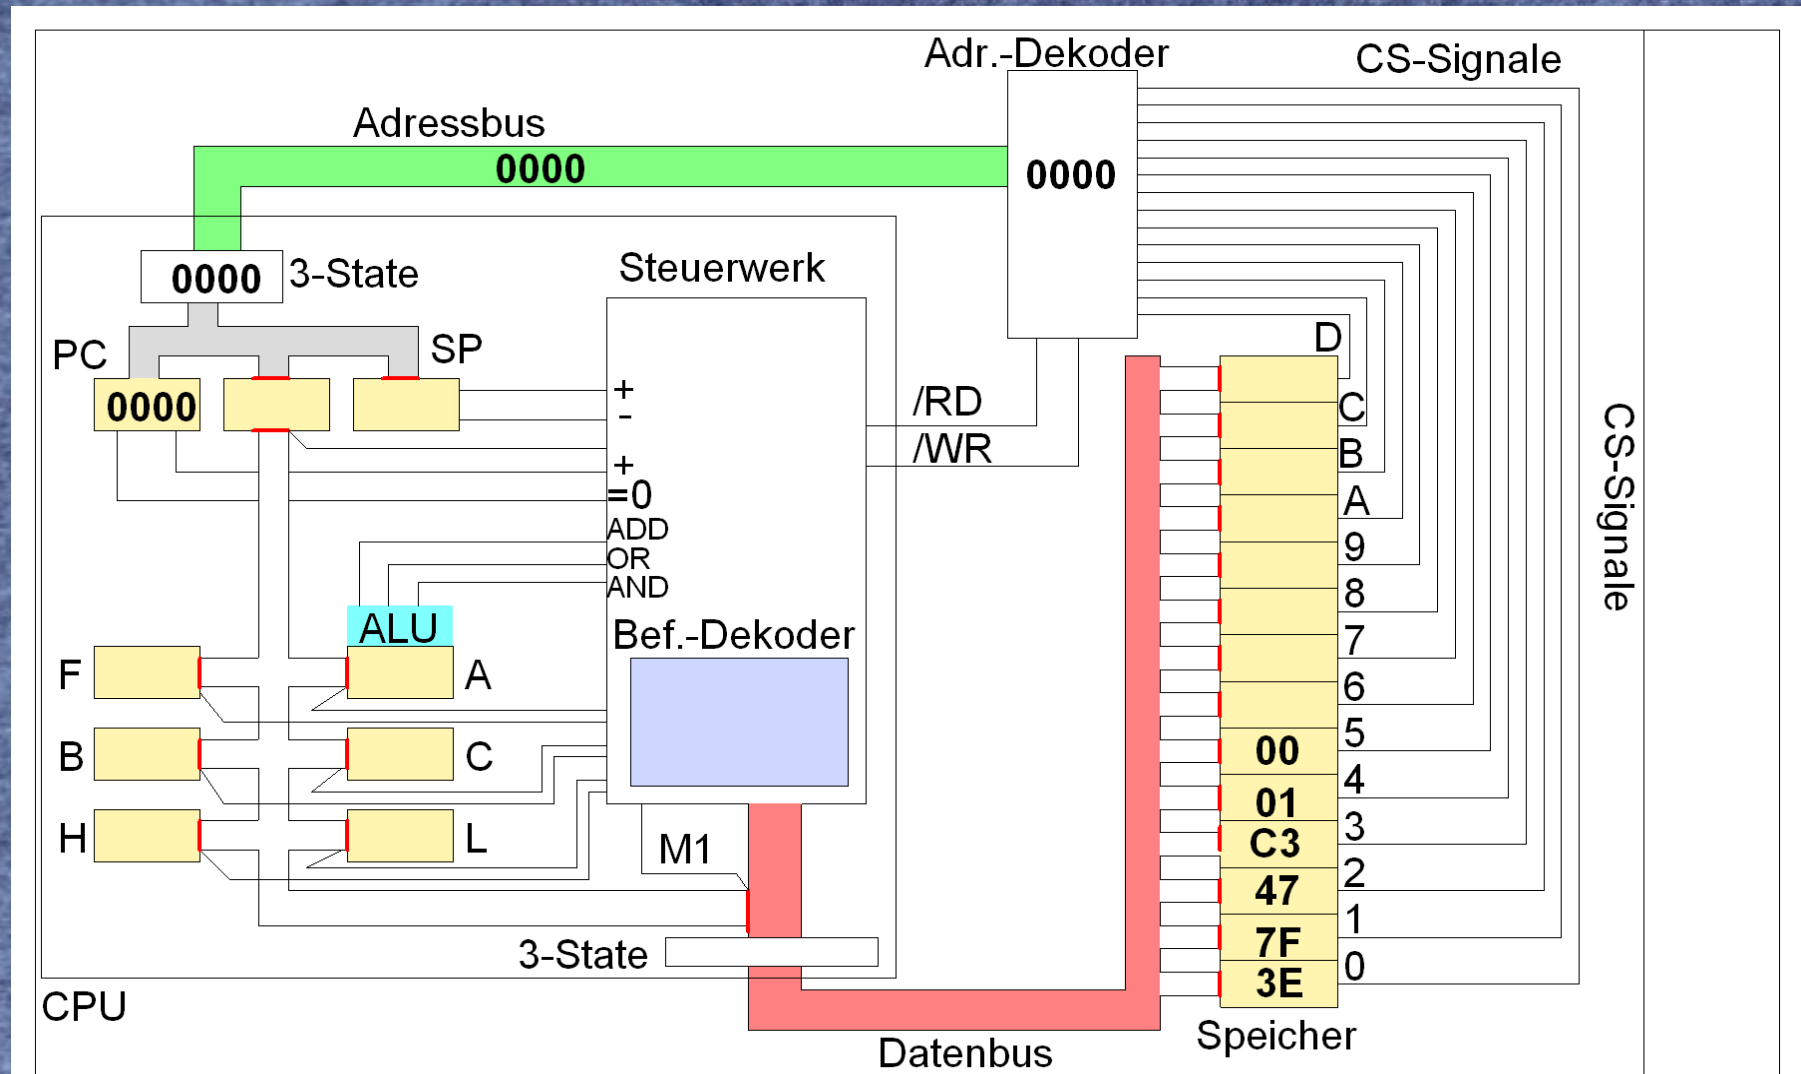 Adr.-Dekoder
CS-Signale
Adressbus
0000
0000
0000
3-State
Steuerwerk
PC
SP
0000
+
-
+
=0
ADD
OR
AND
/RD
/WR
ALU
Bef.-Dekoder
F
A
B
C
H
L
M1
3-State
CPU
Datenbus
D
C
B
A
9
8
7
6
5
00
4
01
3
C3
2
47
1
7F
0
3E
Speicher
CS-Signale